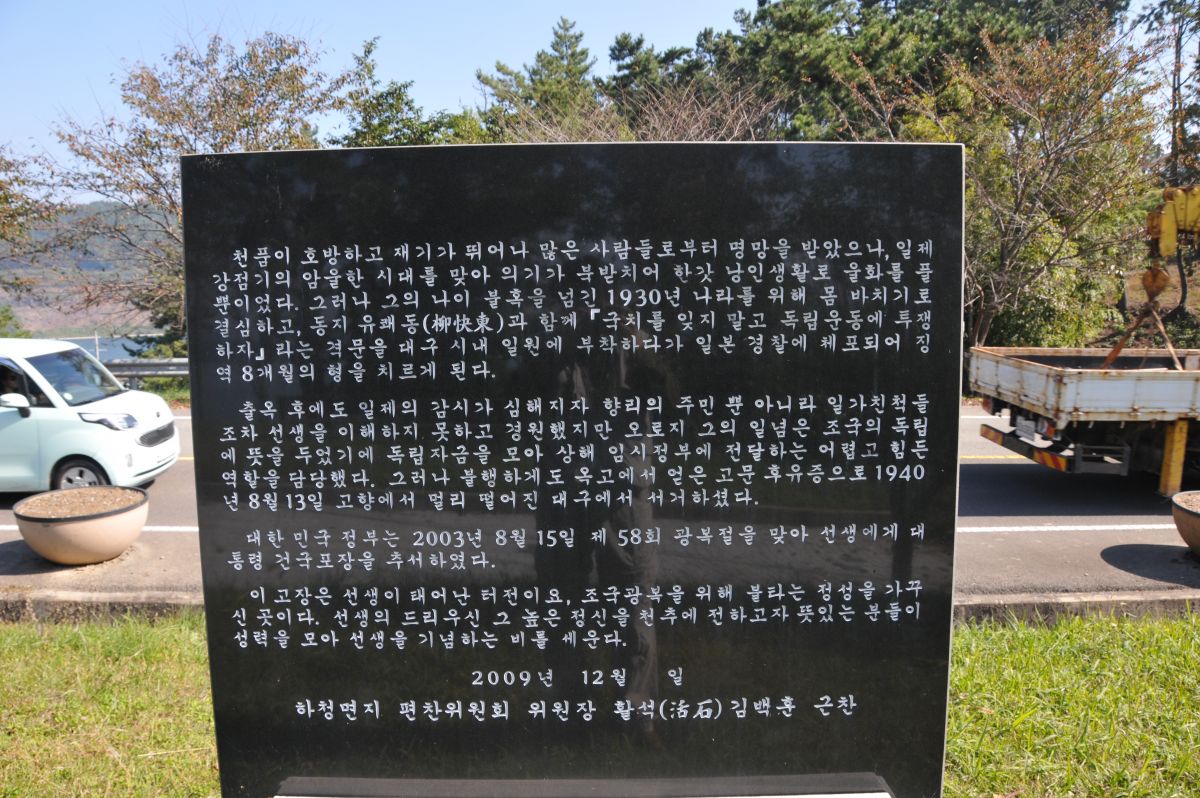 천품이 호방하고 재기가 뛰어나 많은 사람들로부터 명망을 받았으나, 일제
강점기의 암울한 시대를 맞아 의기가 북받치어 한갓 낭인생활로 울화를 풀
뿐이었다. 그러나 그의 나이 불혹을 넘긴 1930년 나라를 위해 몸 바치기로
결심하고, 동지 유쾌동(柳快東)과 함께 『국치를 잊지 말고 독립운동에 투쟁
하자』라는 격문을 대구 시내 일원에 부착하다가 일본 경찰에 체포되어 징
역 8개월의 형을 치르게 된다.
출옥 후에도 일제의 감시가 심해지자 향리의 주민 뿐 아니라 일가친척들
조차 선생을 이해하지 못하고 경원했지만 오로지 그의 일념은 조국의 독립
에 뜻을 두었기에 독립자금을 모아 상해 임시정부에 전달하는 어렵고 힘든
역할을 담당했다. 그러나 불행하게도 옥고에서 얻은 고문 후유증으로 1940
년 8월 13일 고향에서 멀리 떨어진 대구에서 서거하셨다.
대한 민국 정부는 2003년 8월 15일 제 58회 광복절을 맞아 선생에게 대
통령 건국포장을 추서하였다.
이 고장은 선생이 태어난 터전이요, 조국광복을 위해 불타는 정성을 가꾸
신 곳이다. 선생의 드리우신 그 높은 정신을 천추에 전하고자 뜻있는 분들이
성력을 모아 선생을 기념하는 비를 세운다.
2009년 12월 일
하청면지 편찬위원회 위원장 활석(活石)김백훈 근찬